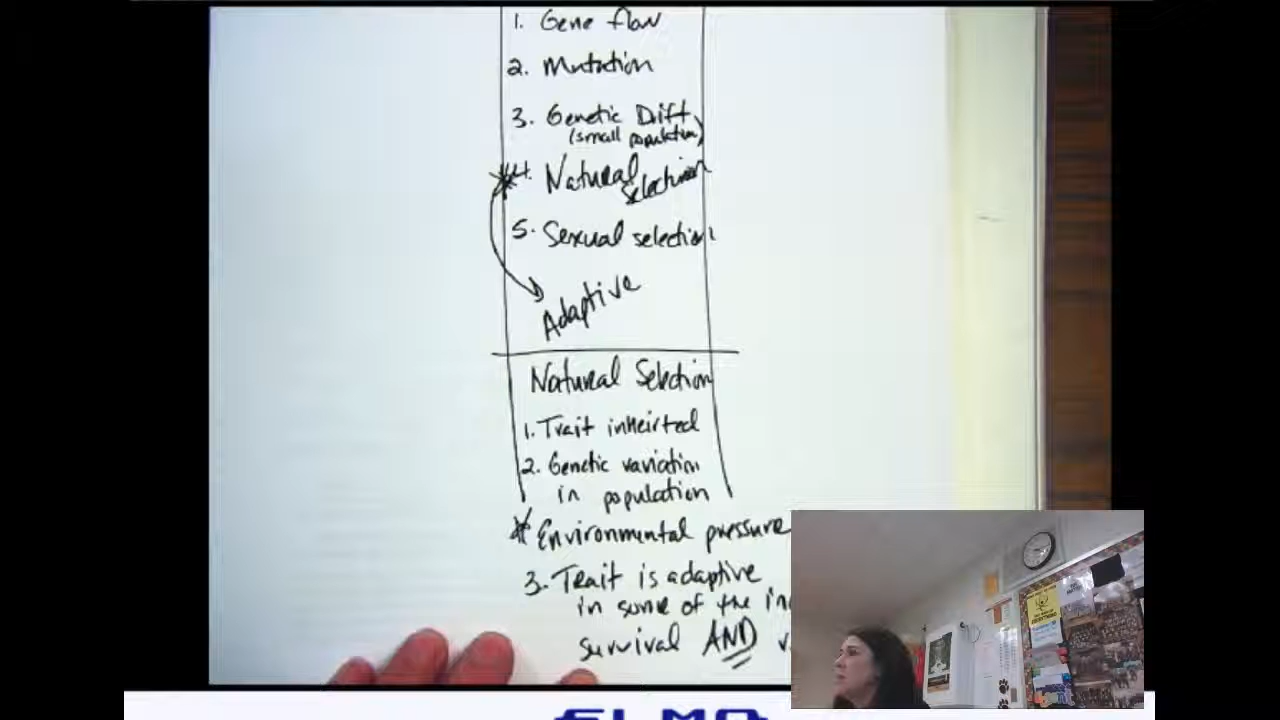 1. Gene flow
2. Mutation
3. Genetic Drift
(small population)
*4. Natural
selection
5. Sexual selection
Adaptive
Natural Selection
1. Trait inheirted
2. Genetic variation
in population
* Environmental pressure
3. Trait is adaptive
in some of the
survival AND
ELMO